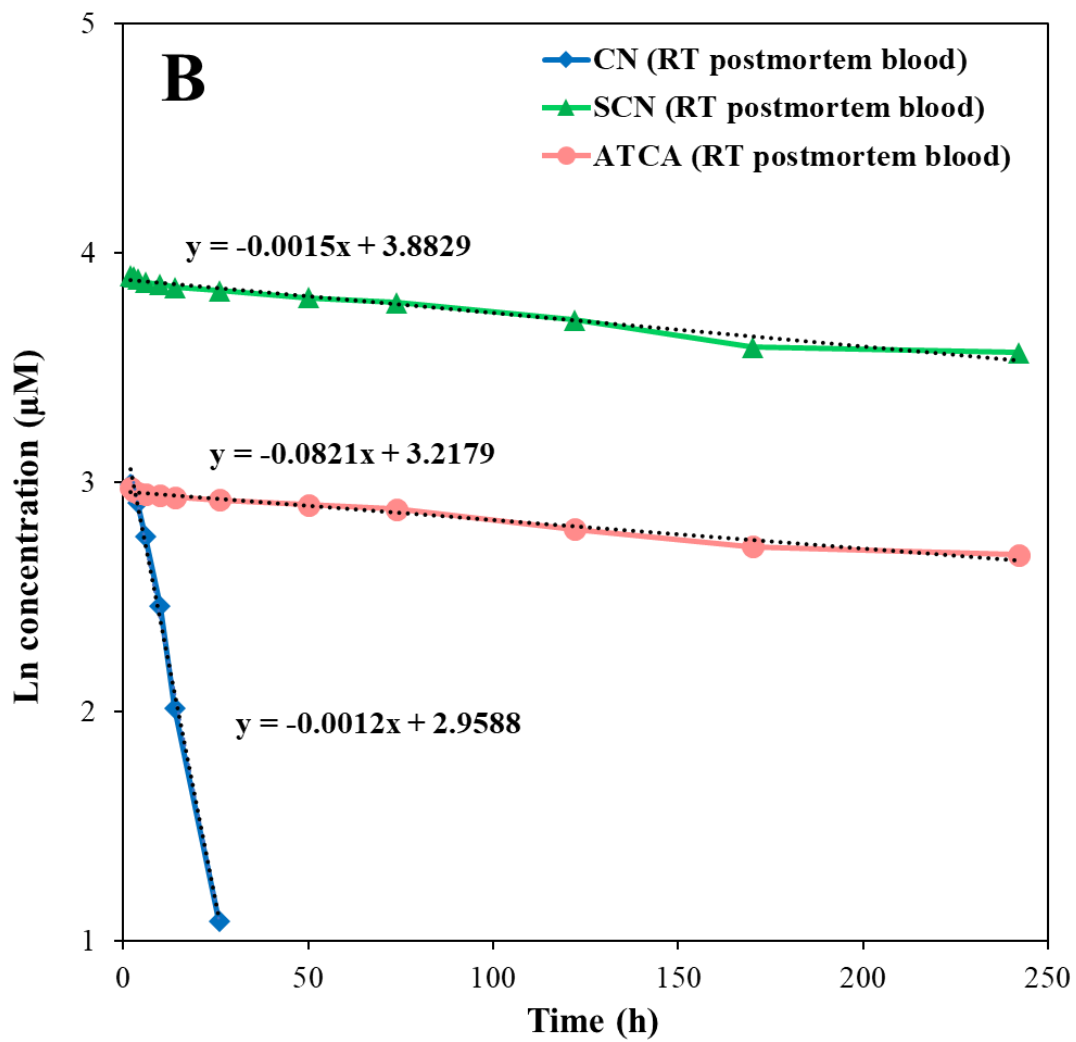 B
CN (RT postmortem blood)
SCN (RT postmortem blood)
ATCA (RT postmortem blood)
y = -0.0015x + 3.8829
y = -0.0821x + 3.2179
y = -0.0012x + 2.9588
Ln concentration (μM)
5
4
3
2
1
0
50
100
150
200
250
Time (h)